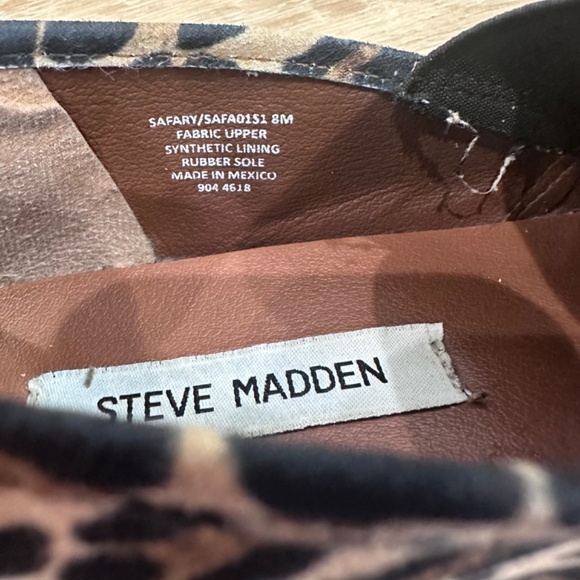 SAFARY/SAFA01S1 8M
FABRIC UPPER
SYNTHETIC LINING
RUBBER SOLE
MADE IN MEXICO
904 4618
STEVE MADDEN